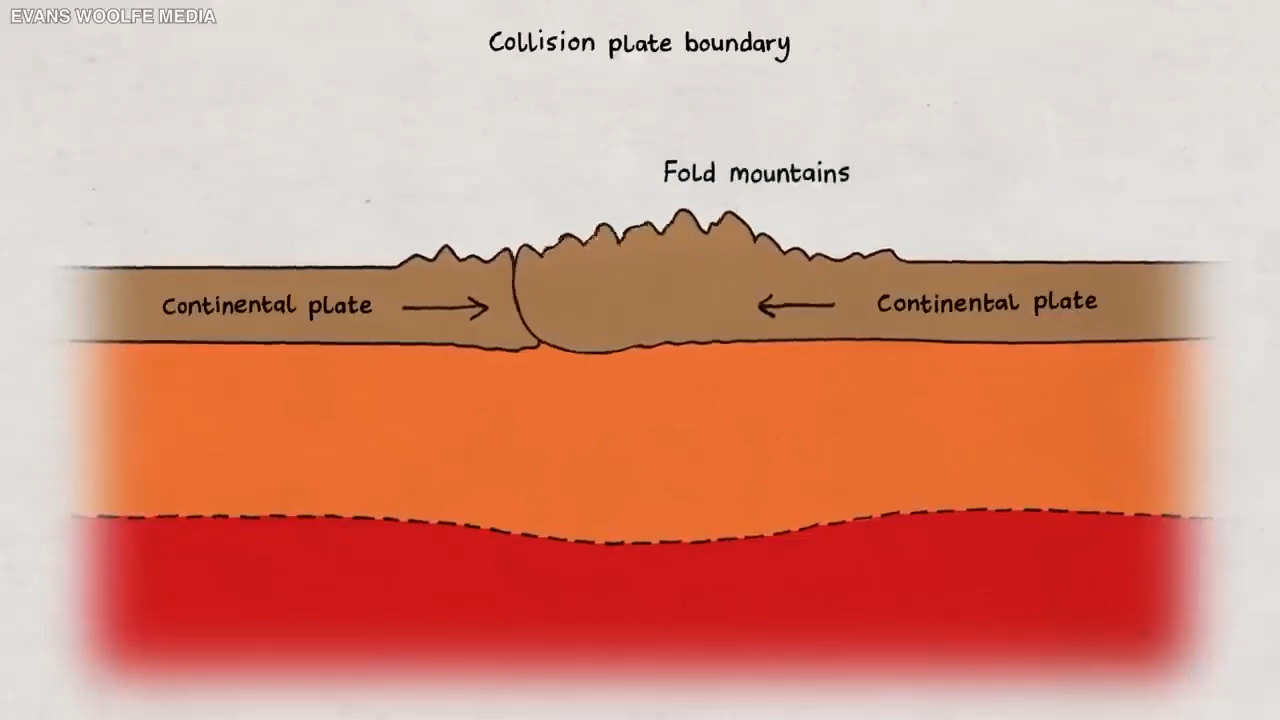 EVANS WOOLFE MEDIA
Collision plate boundary
Fold mountains
Continental plate
Continental plate